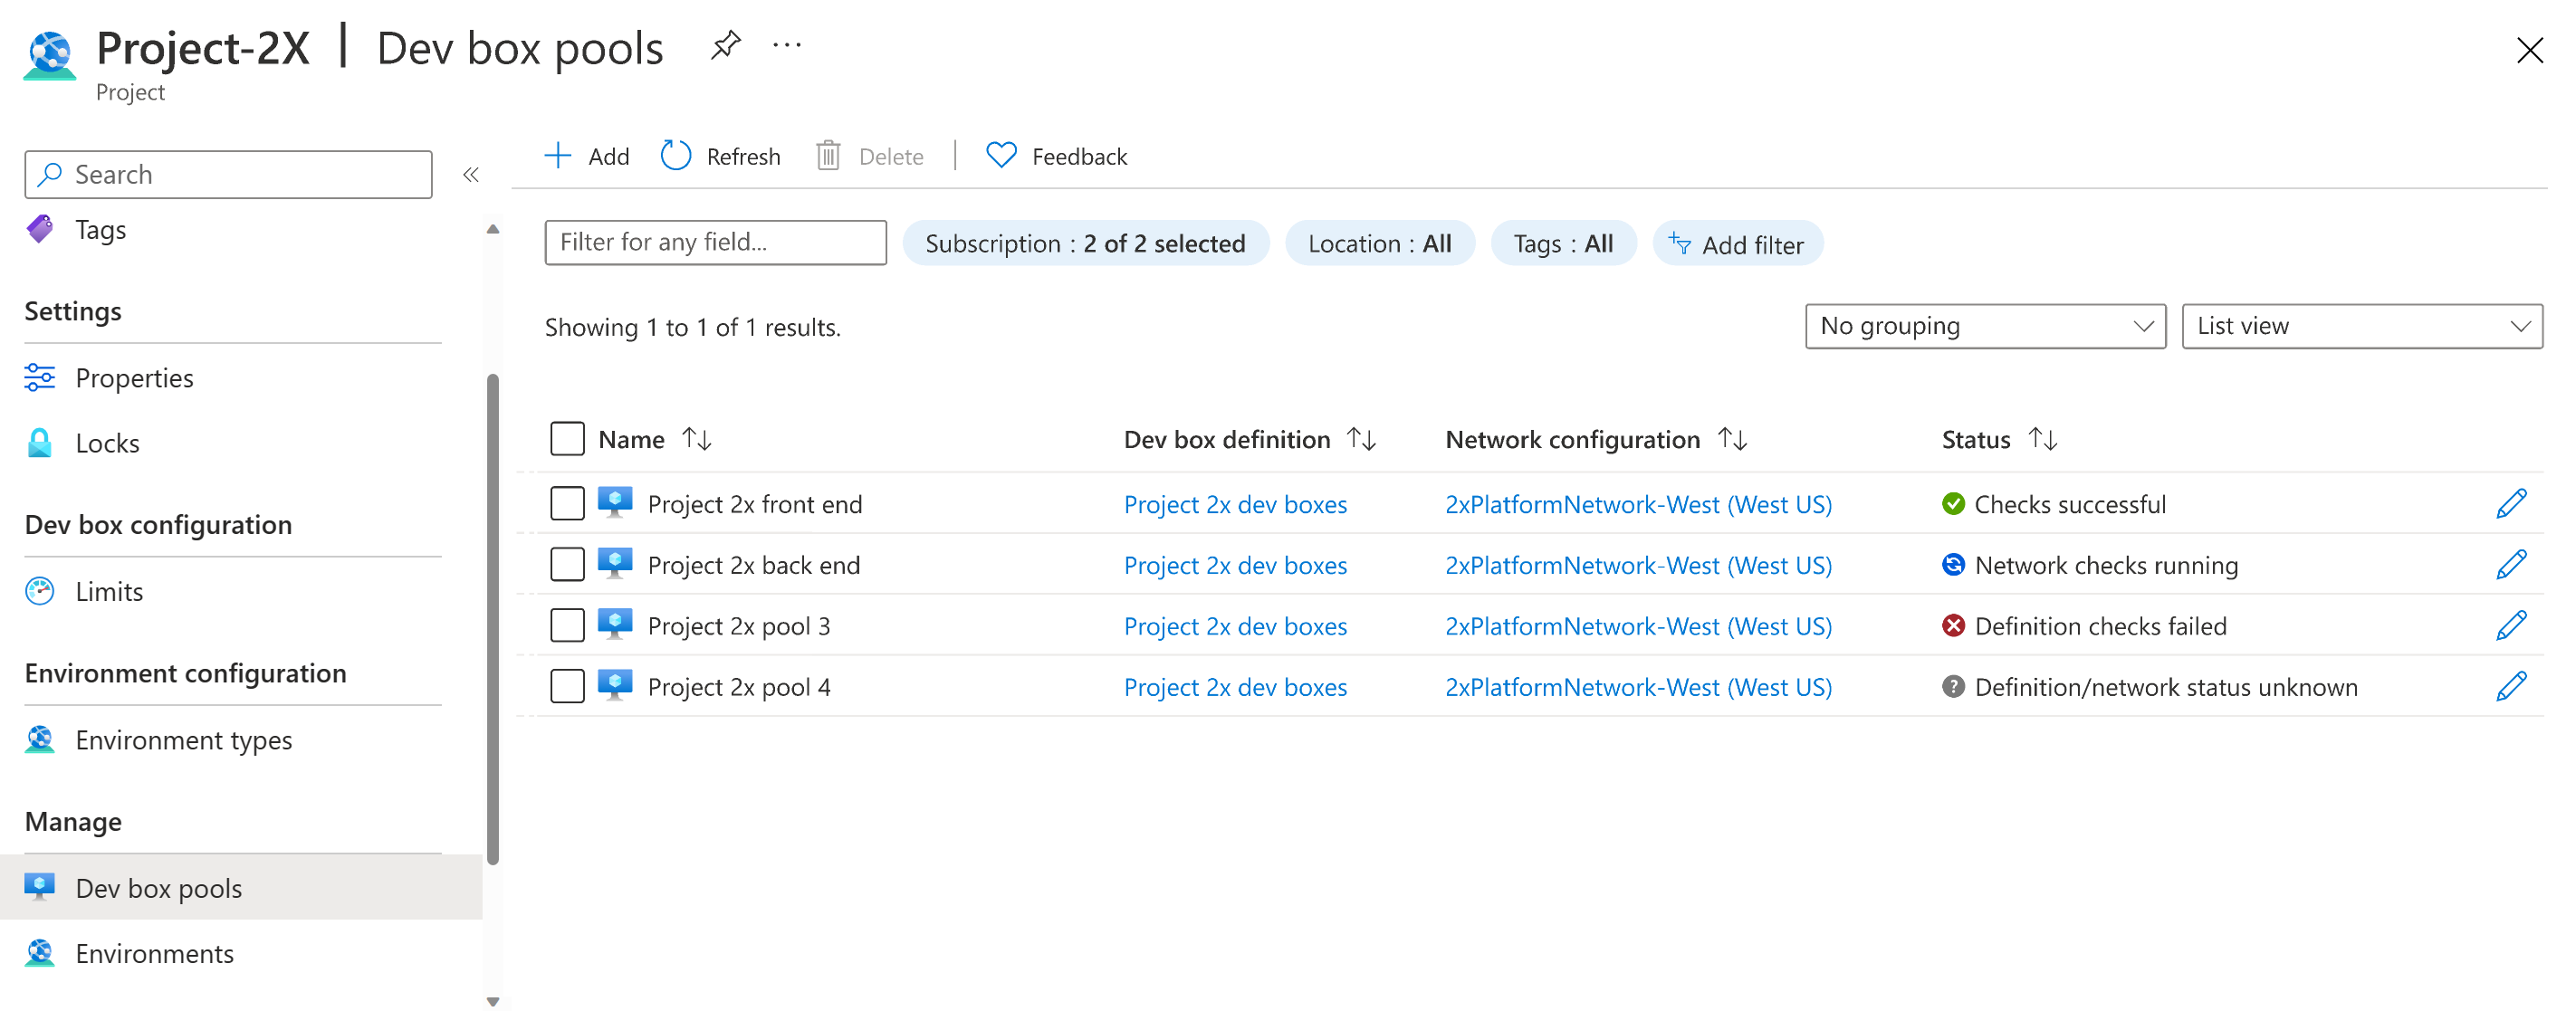 Project-2X | Dev box pools ...
Project
Search
Tags
Settings
Properties
Locks
Dev box configuration
Limits
Environment configuration
Environment types
Manage
Dev box pools
Environments
Add Refresh Delete | Feedback
Filter for any field... Subscription : 2 of 2 selected Location : All Tags : All Add filter
Showing 1 to 1 of 1 results. No grouping List view
Name Dev box definition Network configuration Status
Project 2x front end Project 2x dev boxes 2xPlatformNetwork-West (West US) Checks successful
Project 2x back end Project 2x dev boxes 2xPlatformNetwork-West (West US) Network checks running
Project 2x pool 3 Project 2x dev boxes 2xPlatformNetwork-West (West US) Definition checks failed
Project 2x pool 4 Project 2x dev boxes 2xPlatformNetwork-West (West US) Definition/network status unknown